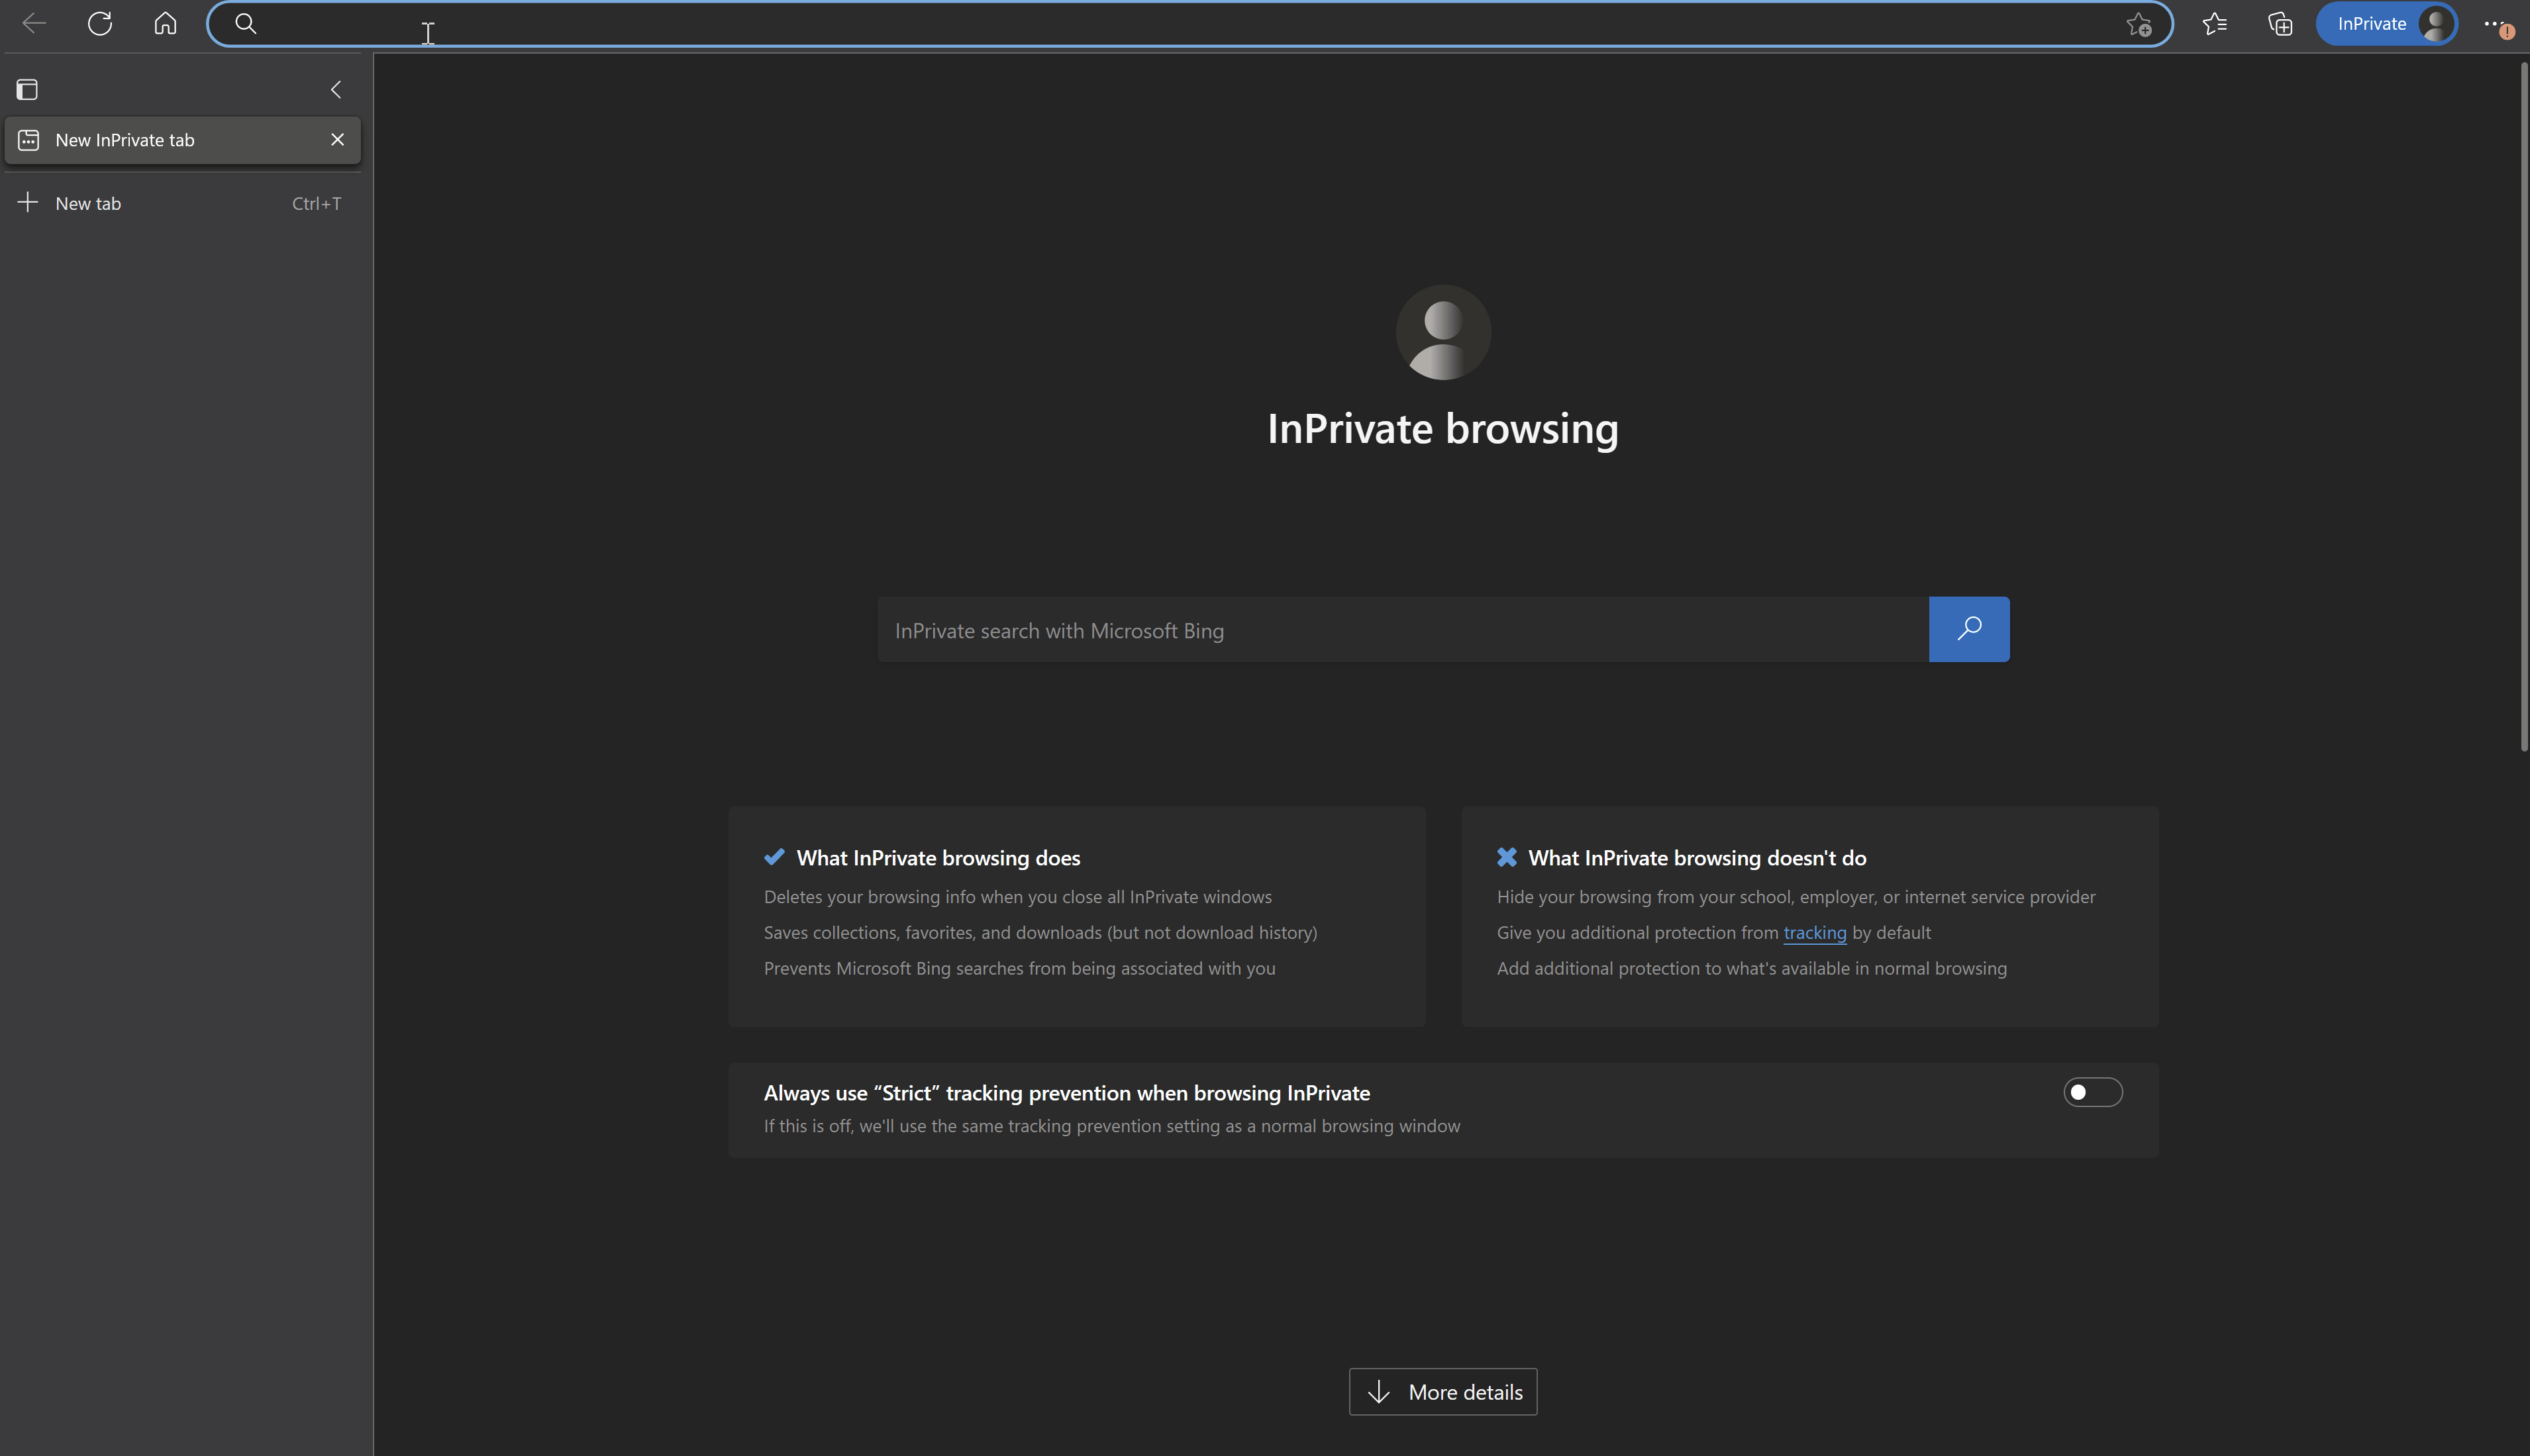 InPrivate
New InPrivate tab
New tab Ctrl+T
InPrivate browsing
InPrivate search with Microsoft Bing
What InPrivate browsing does
Deletes your browsing info when you close all InPrivate windows
Saves collections, favorites, and downloads (but not download history)
Prevents Microsoft Bing searches from being associated with you
What InPrivate browsing doesn't do
Hide your browsing from your school, employer, or internet service provider
Give you additional protection from tracking by default
Add additional protection to what's available in normal browsing
Always use “Strict” tracking prevention when browsing InPrivate
If this is off, we'll use the same tracking prevention setting as a normal browsing window
More details